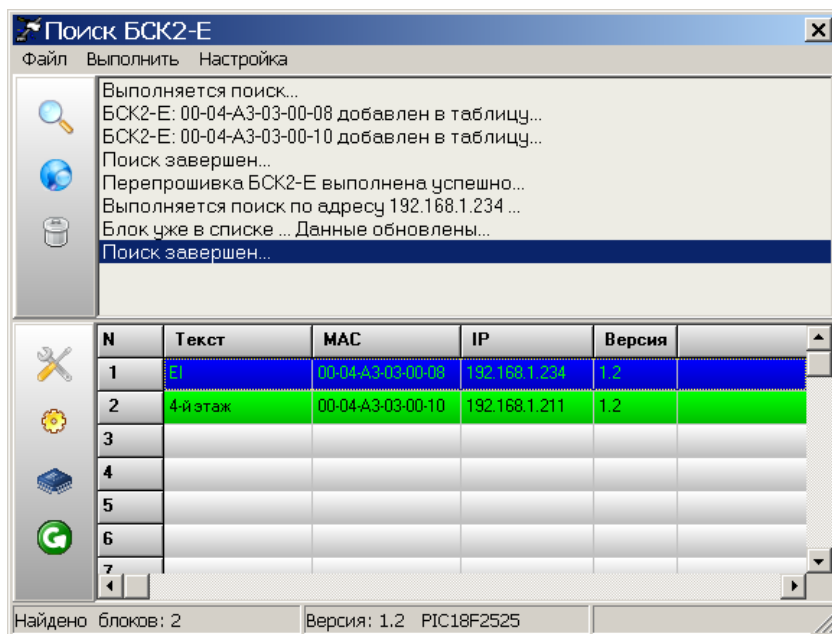 Поиск БСК2-Е
Файл Выполнить Настройка
Выполняется поиск...
БСК2-Е: 00-04-A3-03-00-08 добавлен в таблицу...
БСК2-Е: 00-04-A3-03-00-10 добавлен в таблицу...
Поиск завершен...
Перепрошивка БСК2-Е выполнена успешно...
Выполняется поиск по адресу 192.168.1.234 ...
Блок уже в списке ... Данные обновлены...
Поиск завершен...
N Текст MAC IP Версия
1 EI 00-04-A3-03-00-08 192.168.1.234 1.2
2 4-й этаж 00-04-A3-03-00-10 192.168.1.211 1.2
3
4
5
6
7
Найдено блоков: 2 Версия: 1.2 PIC18F2525